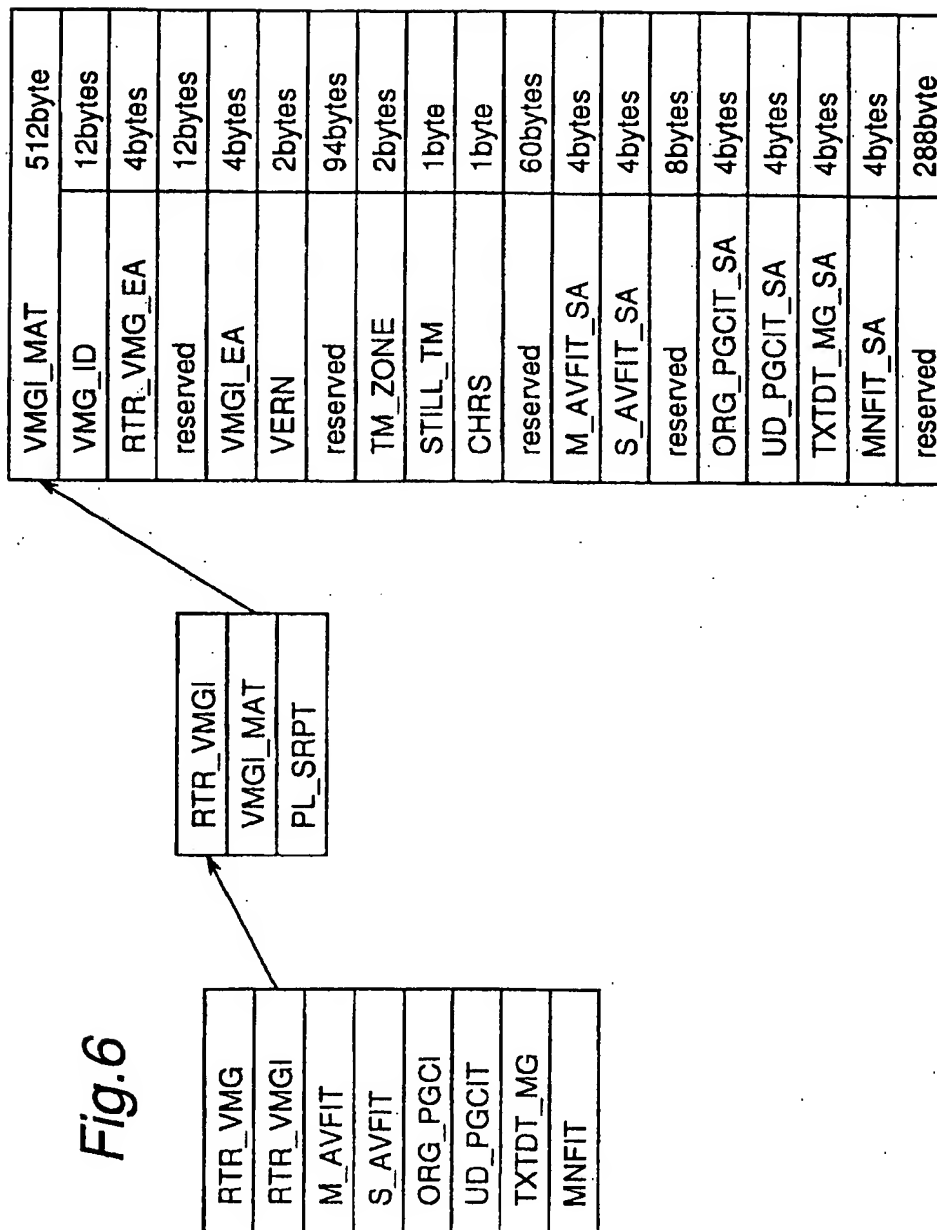 Fig.6
RTR_VMG
RTR_VMGI
M_AVFIT
S_AVFIT
ORG_PGCI
UD_PGCIT
TXTDT_MG
MNFIT
RTR_VMGI
VMGI_MAT
PL_SRPT
VMGI_MAT 512byte
VMG_ID 12bytes
RTR_VMG_EA 4bytes
reserved 12bytes
VMGI_EA 4bytes
VERN 2bytes
reserved 94bytes
TM_ZONE 2bytes
STILL_TM 1byte
CHRS 1byte
reserved 60bytes
M_AVFIT_SA 4bytes
S_AVFIT_SA 4bytes
reserved 8bytes
ORG_PGCIT_SA 4bytes
UD_PGCIT_SA 4bytes
TXTDT_MG_SA 4bytes
MNFIT_SA 4bytes
reserved 288byte